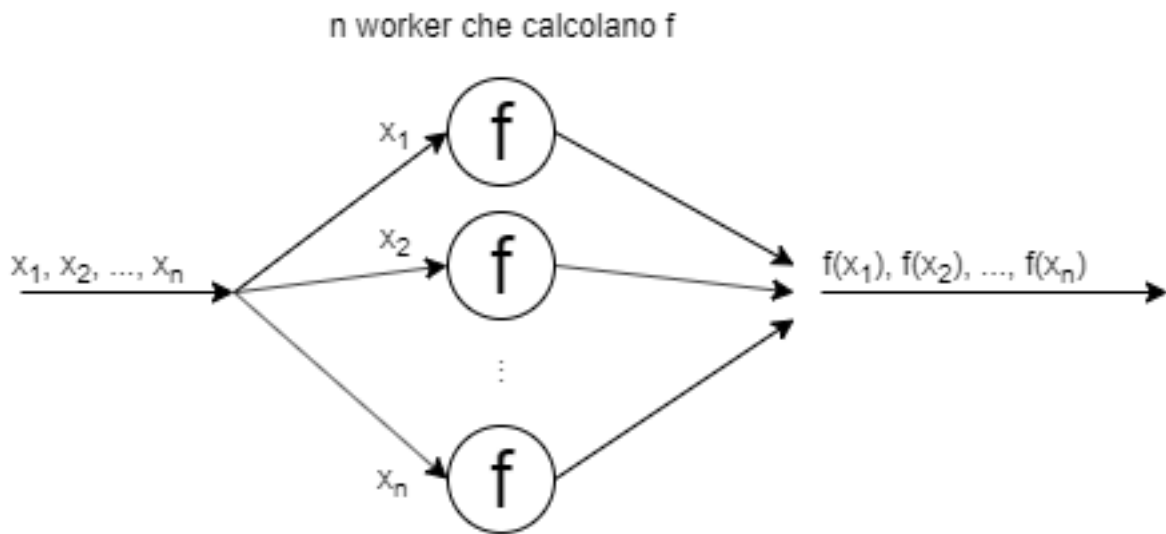 n worker che calcolano f
x₁
f
x₂
f
x₁, x₂, ..., xₙ
f(x₁), f(x₂), ..., f(xₙ)
⋮
xₙ
f